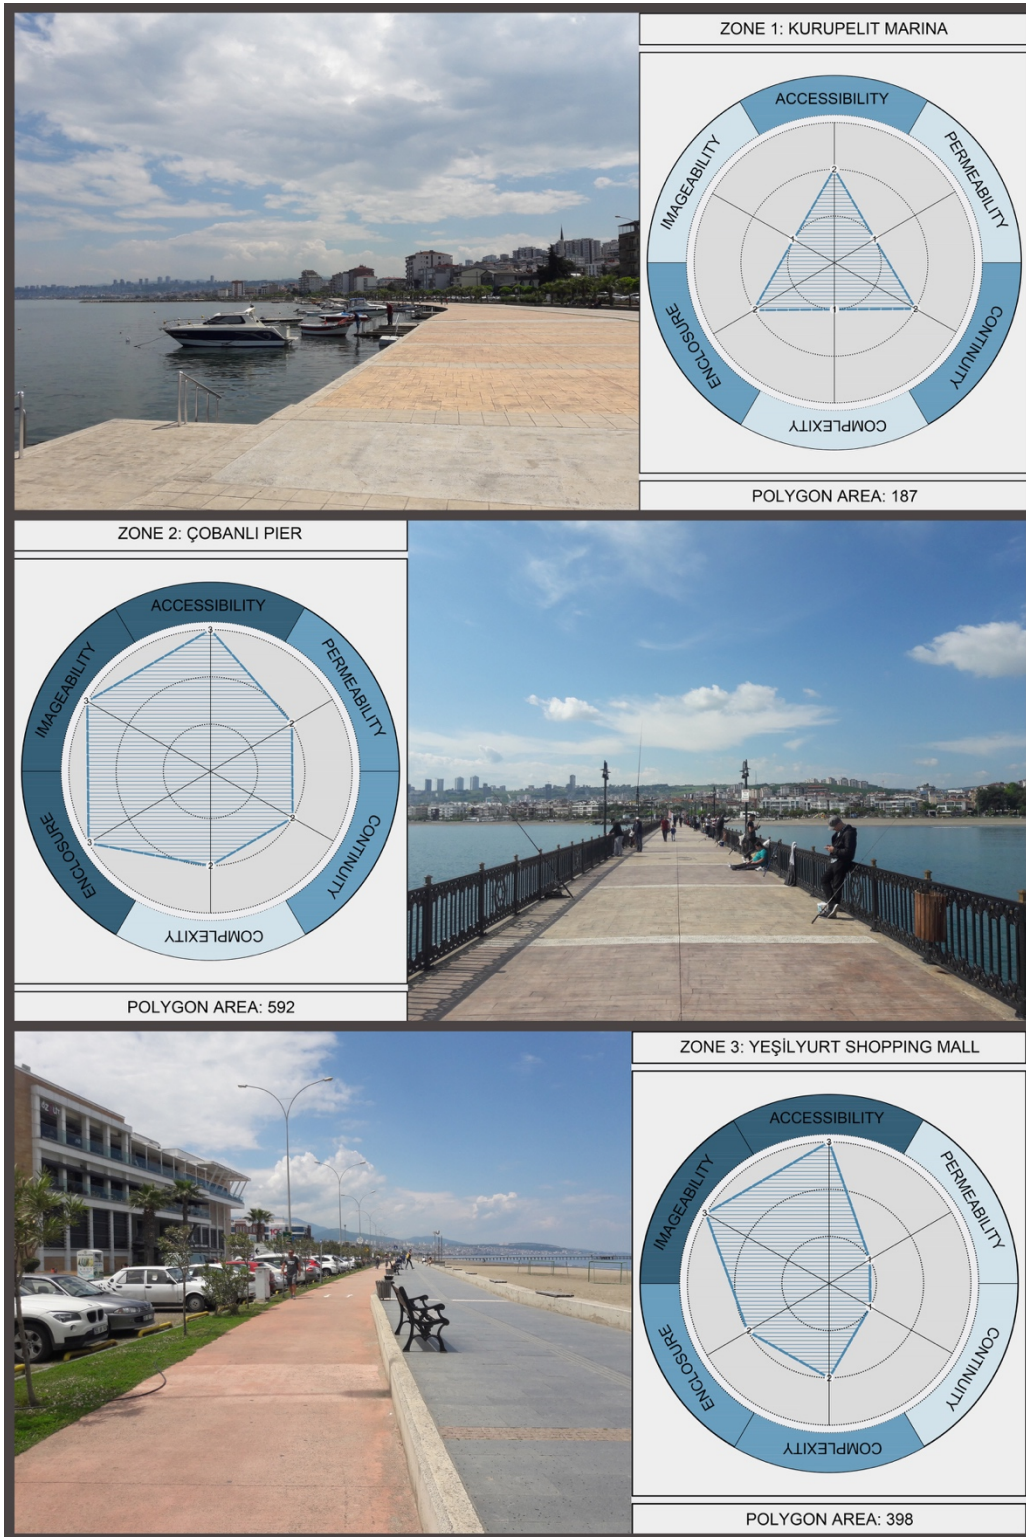 ZONE 1: KURUPELIT MARINA
ACCESSIBILITY
PERMEABILITY
CONTINUITY
COMPLEXITY
ENCLOSURE
IMAGEABILITY
2
1
2
1
2
1
POLYGON AREA: 187
ZONE 2: ÇOBANLI PIER
ACCESSIBILITY
PERMEABILITY
CONTINUITY
COMPLEXITY
ENCLOSURE
IMAGEABILITY
3
2
2
2
3
3
POLYGON AREA: 592
ZONE 3: YEŞİLYURT SHOPPING MALL
ACCESSIBILITY
PERMEABILITY
CONTINUITY
COMPLEXITY
ENCLOSURE
IMAGEABILITY
3
1
1
2
2
3
POLYGON AREA: 398